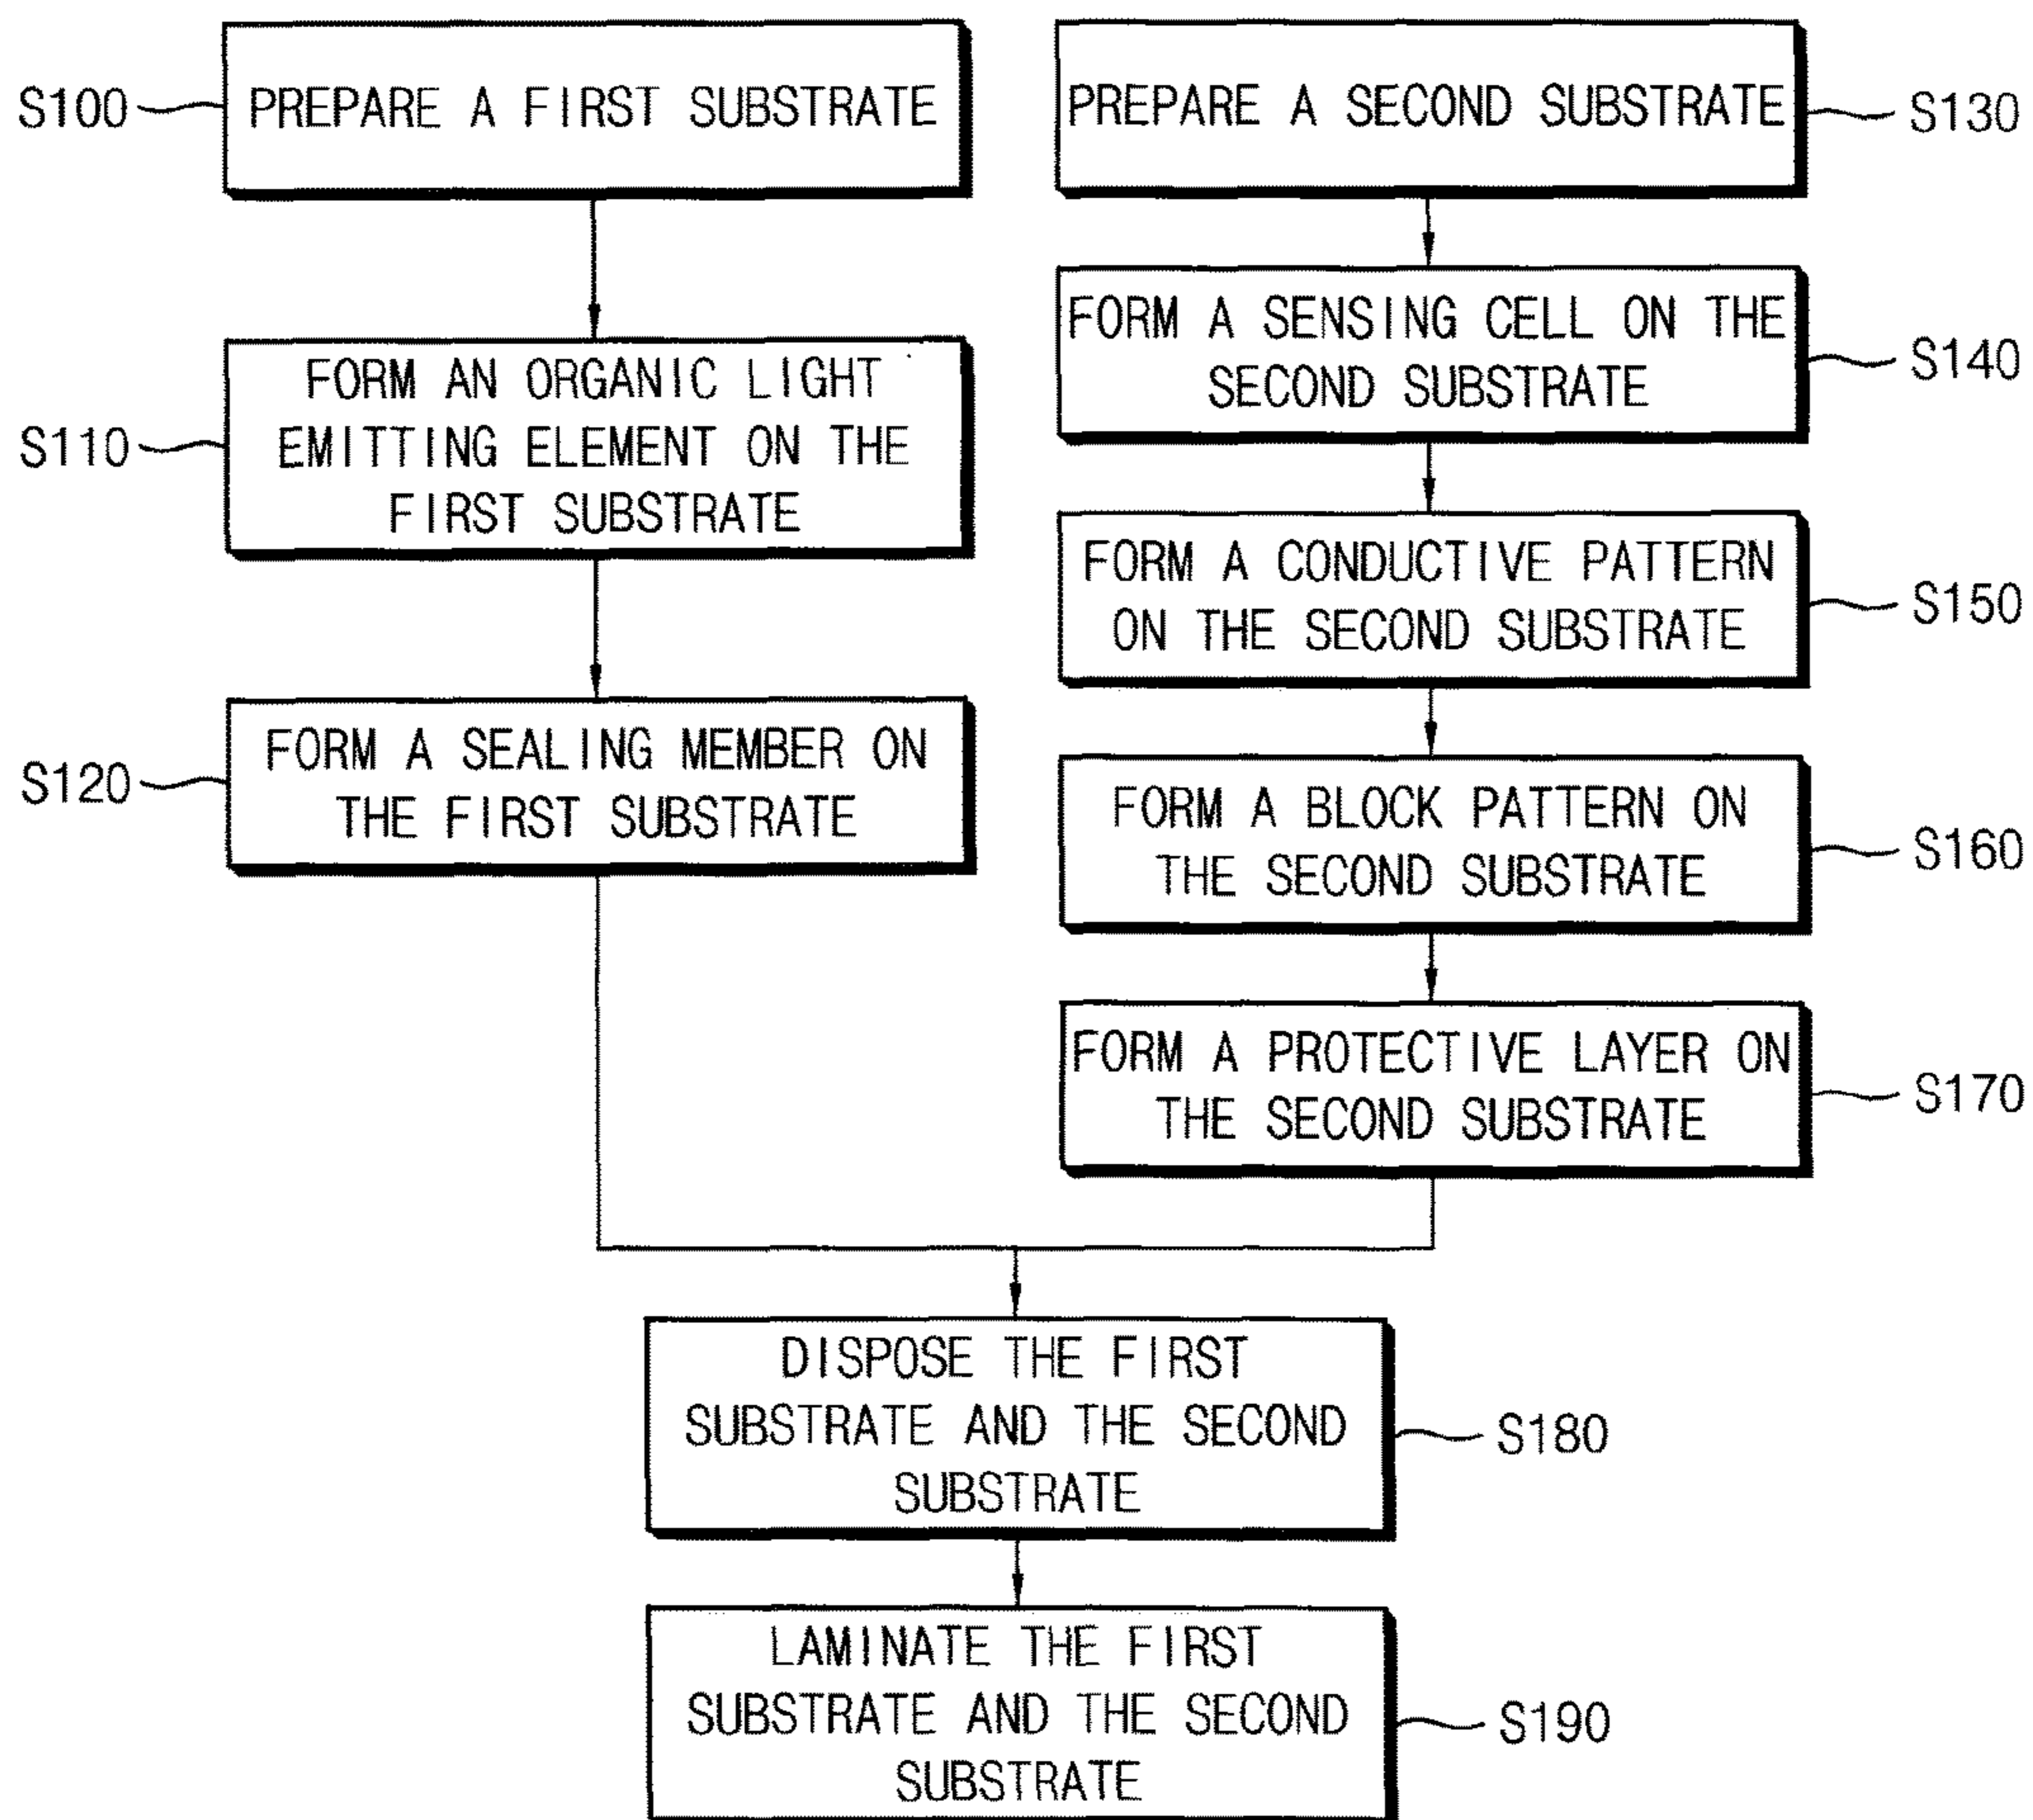 S100
PREPARE A FIRST SUBSTRATE
S110
FORM AN ORGANIC LIGHT
EMITTING ELEMENT ON THE
FIRST SUBSTRATE
S120
FORM A SEALING MEMBER ON
THE FIRST SUBSTRATE
PREPARE A SECOND SUBSTRATE
S130
FORM A SENSING CELL ON THE
SECOND SUBSTRATE
S140
FORM A CONDUCTIVE PATTERN
ON THE SECOND SUBSTRATE
S150
FORM A BLOCK PATTERN ON
THE SECOND SUBSTRATE
S160
FORM A PROTECTIVE LAYER ON
THE SECOND SUBSTRATE
S170
DISPOSE THE FIRST
SUBSTRATE AND THE SECOND
SUBSTRATE
S180
LAMINATE THE FIRST
SUBSTRATE AND THE SECOND
SUBSTRATE
S190